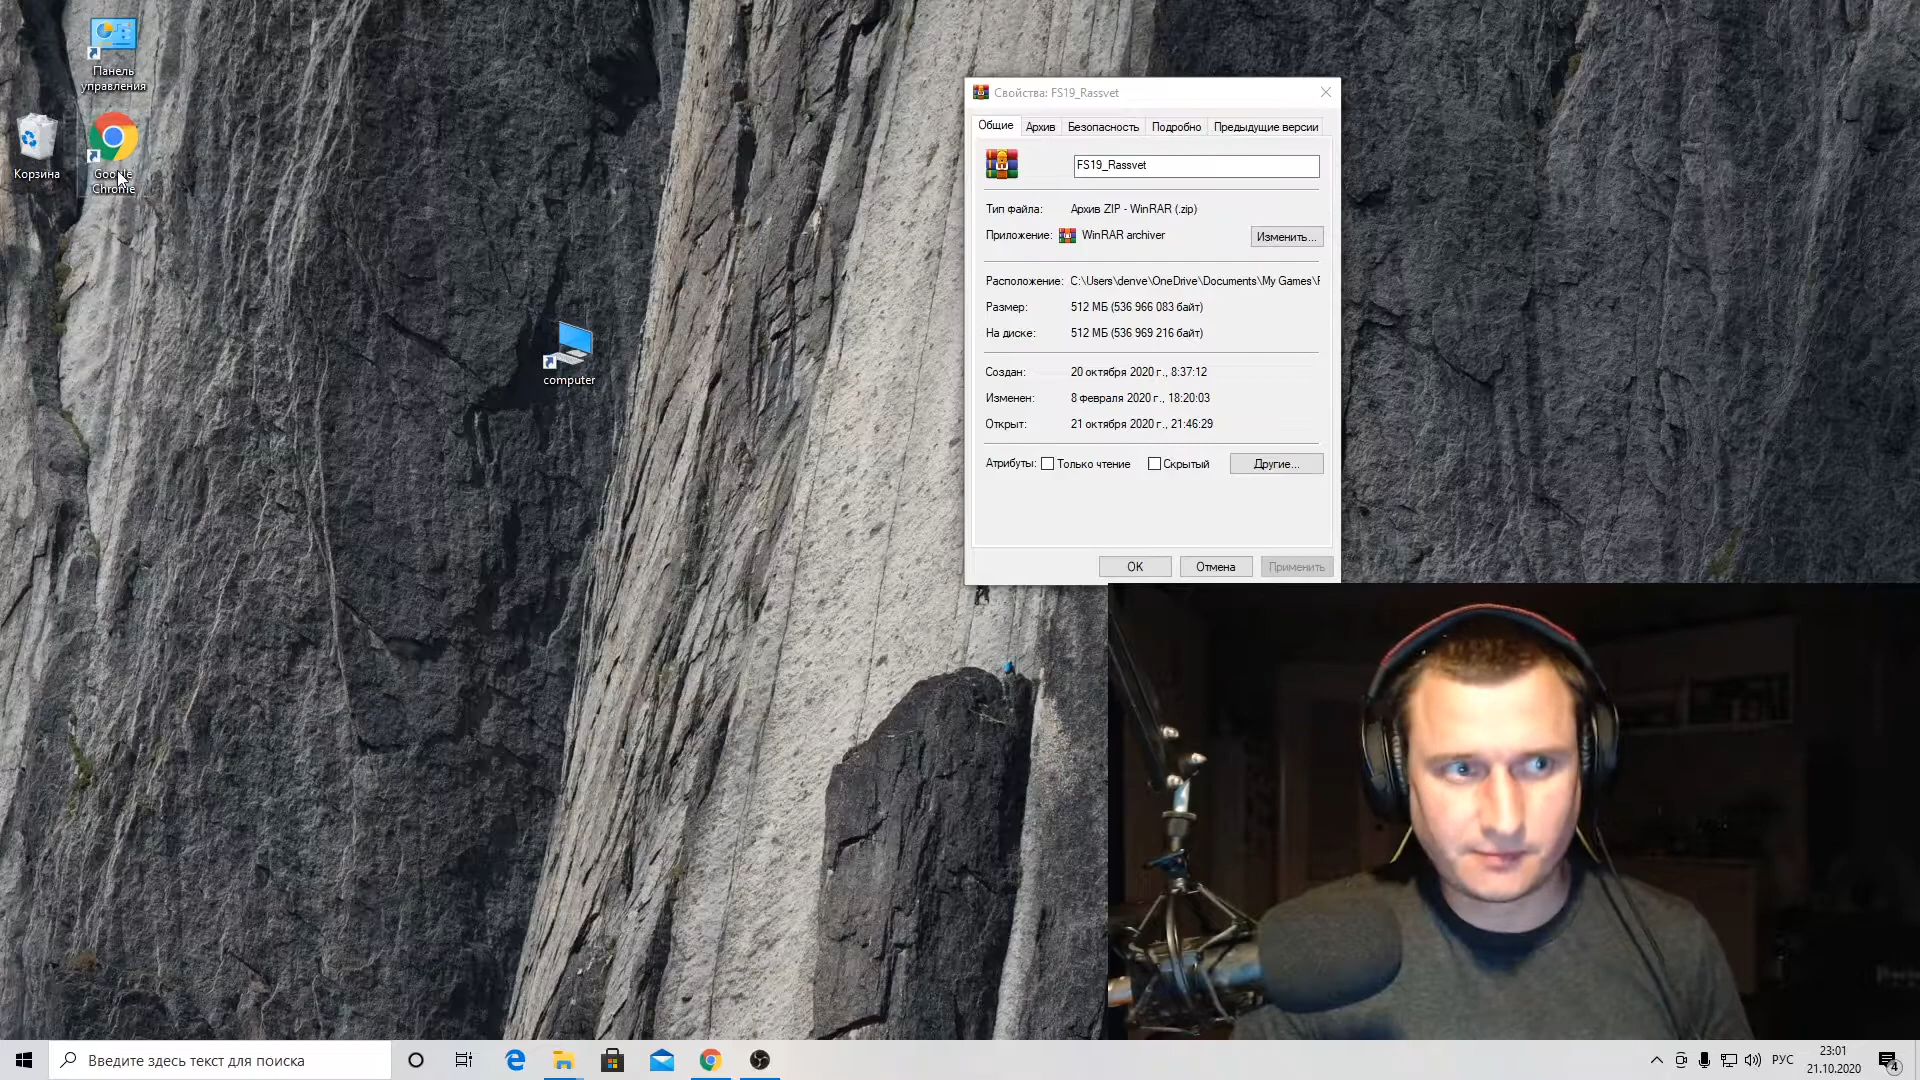 Панель
управления
Корзина
Google
Chrome
computer
Свойства: FS19_Rassvet
Общие
Архив
Безопасность
Подробно
Предыдущие версии
FS19_Rassvet
Тип файла: Архив ZIP - WinRAR (.zip)
Приложение: WinRAR archiver
Изменить...
Расположение: C:\Users\denve\OneDrive\Documents\My Games\F
Размер: 512 МБ (536 966 083 байт)
На диске: 512 МБ (536 969 216 байт)
Создан: 20 октября 2020 г., 8:37:12
Изменен: 8 февраля 2020 г., 18:20:03
Открыт: 21 октября 2020 г., 21:46:29
Атрибуты: Только чтение Скрытый Другие...
OK Отмена Применить
Введите здесь текст для поиска
РУС
23:01
21.10.2020
4